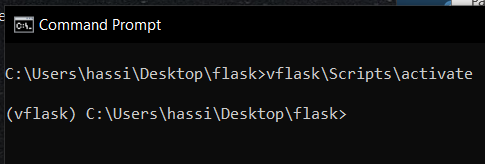 Command Prompt
C:\Users\hassi\Desktop\flask>vflask\Scripts\activate
(vflask) C:\Users\hassi\Desktop\flask>